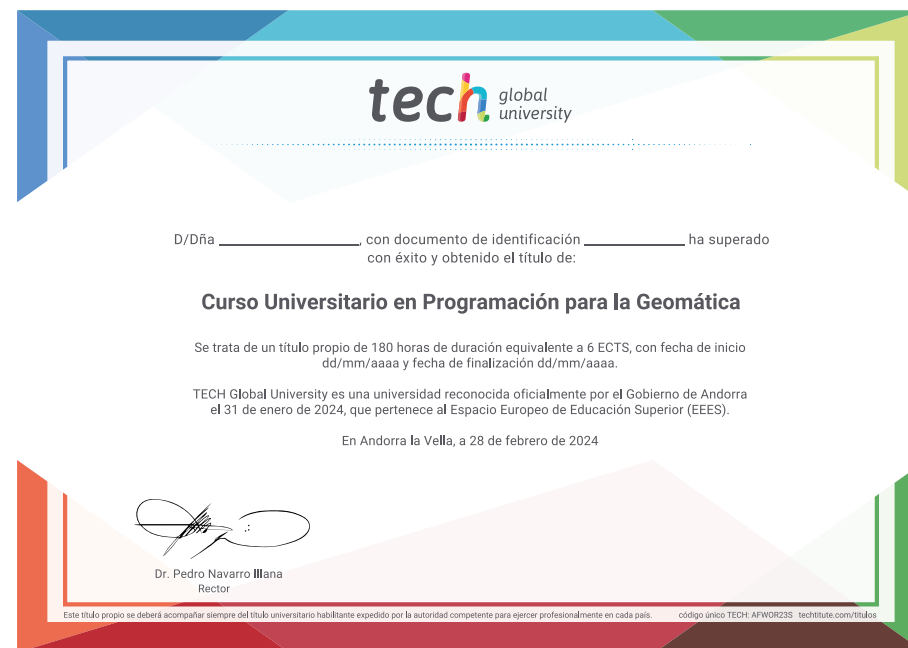 tech global university
D/Dña ____________________, con documento de identificación ______________ ha superado
con éxito y obtenido el título de:
Curso Universitario en Programación para la Geomática
Se trata de un título propio de 180 horas de duración equivalente a 6 ECTS, con fecha de inicio
dd/mm/aaaa y fecha de finalización dd/mm/aaaa.
TECH Global University es una universidad reconocida oficialmente por el Gobierno de Andorra
el 31 de enero de 2024, que pertenece al Espacio Europeo de Educación Superior (EEES).
En Andorra la Vella, a 28 de febrero de 2024
Dr. Pedro Navarro Illana
Rector
Este título propio se deberá acompañar siempre del título universitario habilitante expedido por la autoridad competente para ejercer profesionalmente en cada país. código único TECH: AFWOR23S techtitute.com/titulos